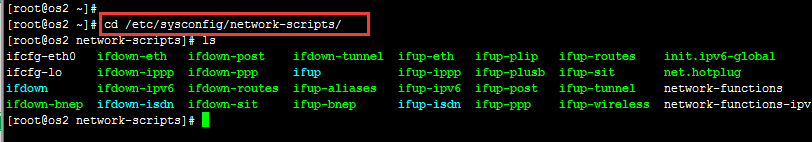 [root@os2 ~]#
[root@os2 ~]# cd /etc/sysconfig/network-scripts/
[root@os2 network-scripts]# ls
ifcfg-eth0 ifdown-eth ifdown-post ifdown-tunnel ifup-eth ifup-plip ifup-routes init.ipv6-global
ifcfg-lo ifdown-ippp ifdown-ppp ifup ifup-ippp ifup-plusb ifup-sit net.hotplug
ifdown ifdown-ipv6 ifdown-routes ifup-aliases ifup-ipv6 ifup-post ifup-tunnel network-functions
ifdown-bnep ifdown-isdn ifdown-sit ifup-bnep ifup-isdn ifup-ppp ifup-wireless network-functions-ipv
[root@os2 network-scripts]#